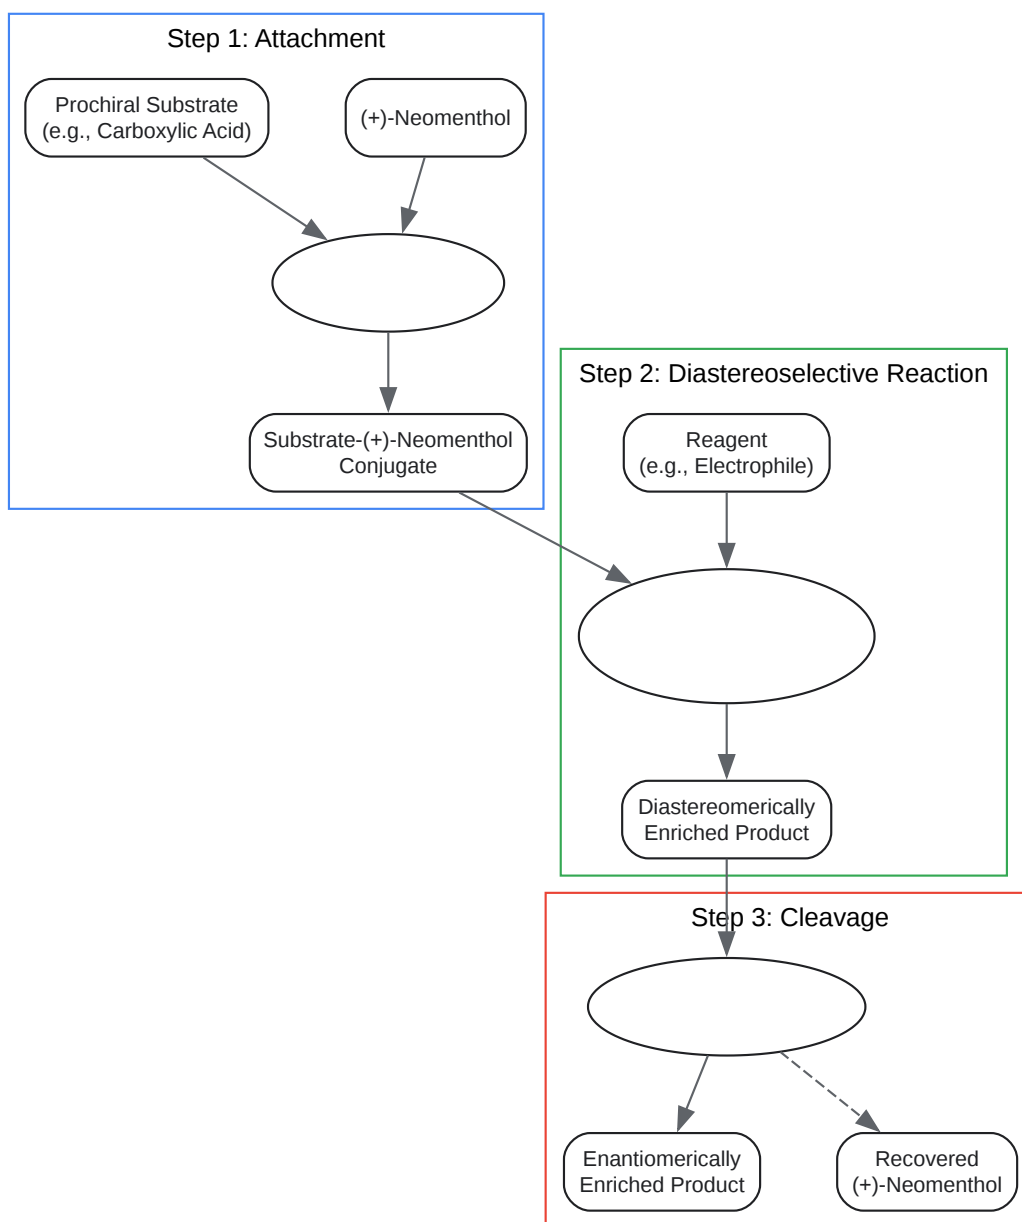 Step 1: Attachment
Prochiral Substrate
(e.g., Carboxylic Acid)
(+)-Neomenthol
Substrate-(+)-Neomenthol
Conjugate
Step 2: Diastereoselective Reaction
Reagent
(e.g., Electrophile)
Diastereomerically
Enriched Product
Step 3: Cleavage
Enantiomerically
Enriched Product
Recovered
(+)-Neomenthol